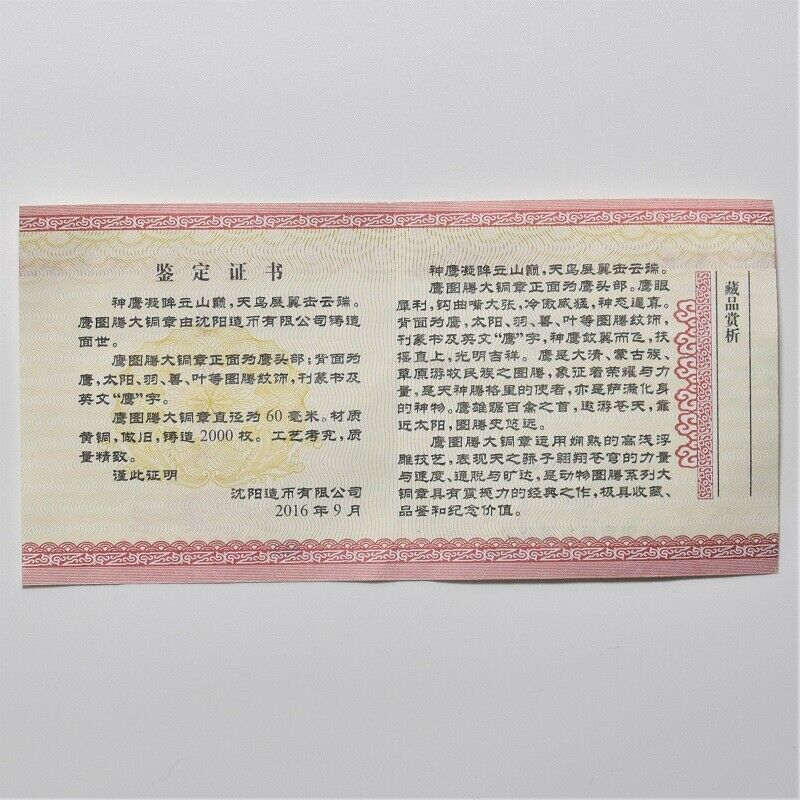 鉴定证书
神鹰凝眸五山巅，天鸟展翼击云端。
鹰图腾大铜章由沈阳造币有限公司铸造
面世。
鹰图腾大铜章正面为鹰头部；背面为
鹰，太阳、羽、兽、叶等图腾纹饰，刊篆书及
英文“鹰”字。
鹰图腾大铜章直径为60毫米。材质
黄铜，做旧，铸造2000枚。工艺考究，质
量精致。
谨此证明
沈阳造币有限公司
2016年9月
神鹰凝眸五山巅，天鸟展翼击云端。
鹰图腾大铜章正面为鹰头部。鹰眼
犀利，钩曲嘴大张，冷傲威猛，神态逼真。
背面为鹰，太阳、羽、兽、叶等图腾纹饰，
刊篆书及英文“鹰”字，神鹰敛翼而飞，扶
摇直上，光明吉祥。鹰是大清、蒙古族、
草原游牧民族之图腾，象征着荣耀与力
量，是天神腾格里的使者，亦是萨满化身
的神物。鹰雄踞百禽之首，遨游苍天，靠
近太阳，图腾史悠远。
鹰图腾大铜章运用娴熟的高浅浮
雕技艺，表现天之骄子翱翔苍穹的力量
与速度、洒脱与旷达，是动物图腾系列大
铜章具有震撼力的经典之作，极具收藏、
品鉴和纪念价值。
藏品赏析